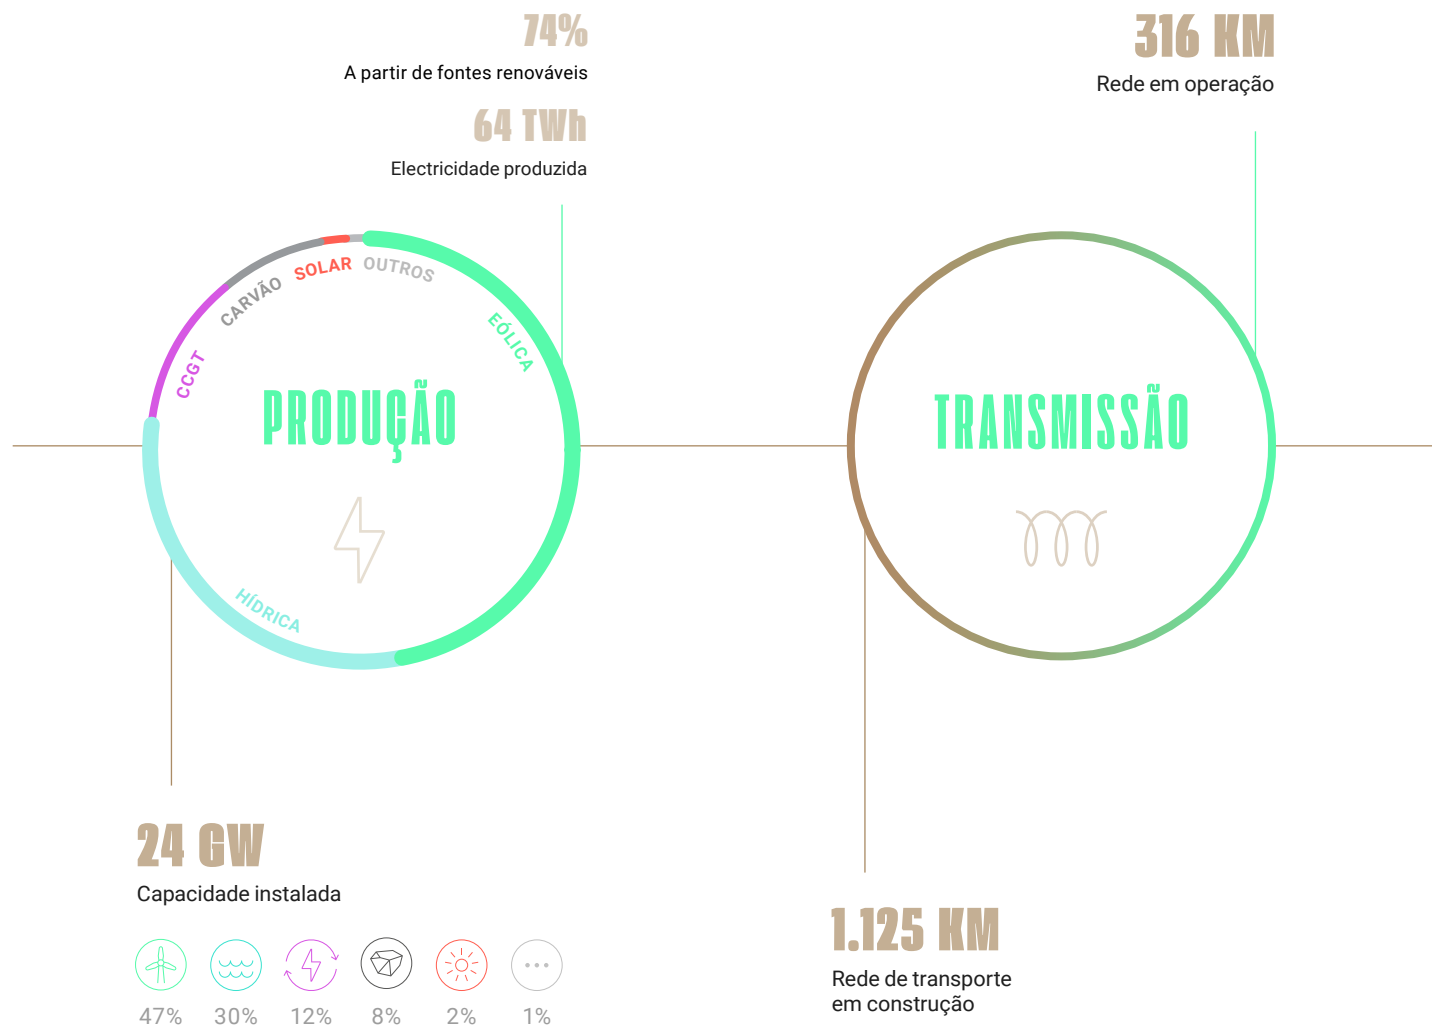 74%
A partir de fontes renováveis
64 TWh
Electricidade produzida
OUTROS
SOLAR
CARVÃO
CCGT
EÓLICA
HÍDRICA
PRODUÇÃO
24 GW
Capacidade instalada
47% 30% 12% 8% 2% 1%
316 KM
Rede em operação
TRANSMISSÃO
1.125 KM
Rede de transporte
em construção